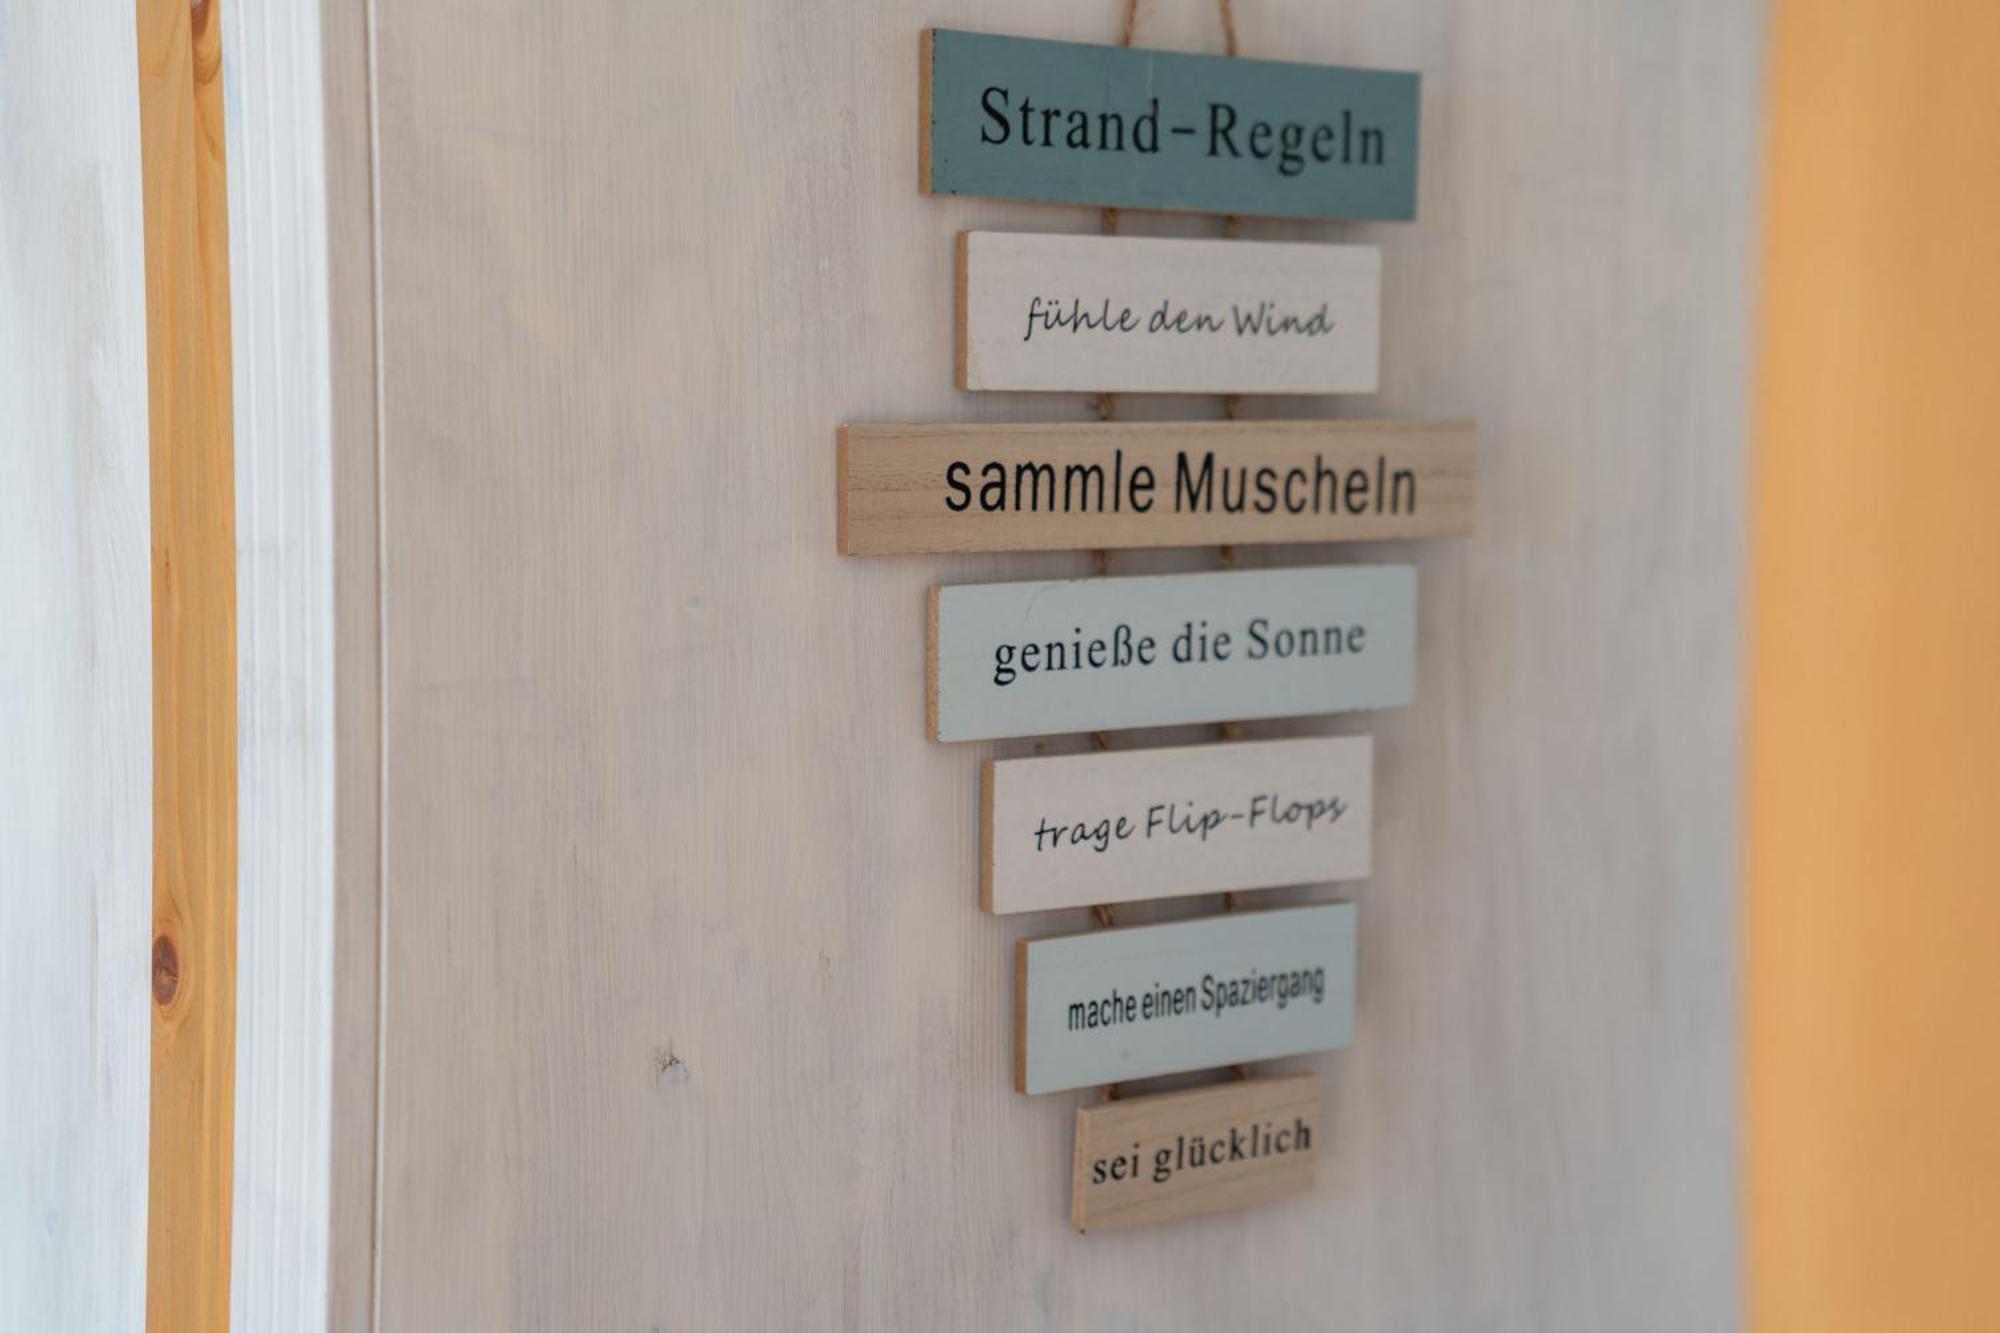 Strand-Regeln
fühle den Wind
sammle Muscheln
genieße die Sonne
trage Flip-Flops
mache einen Spaziergang
sei glücklich